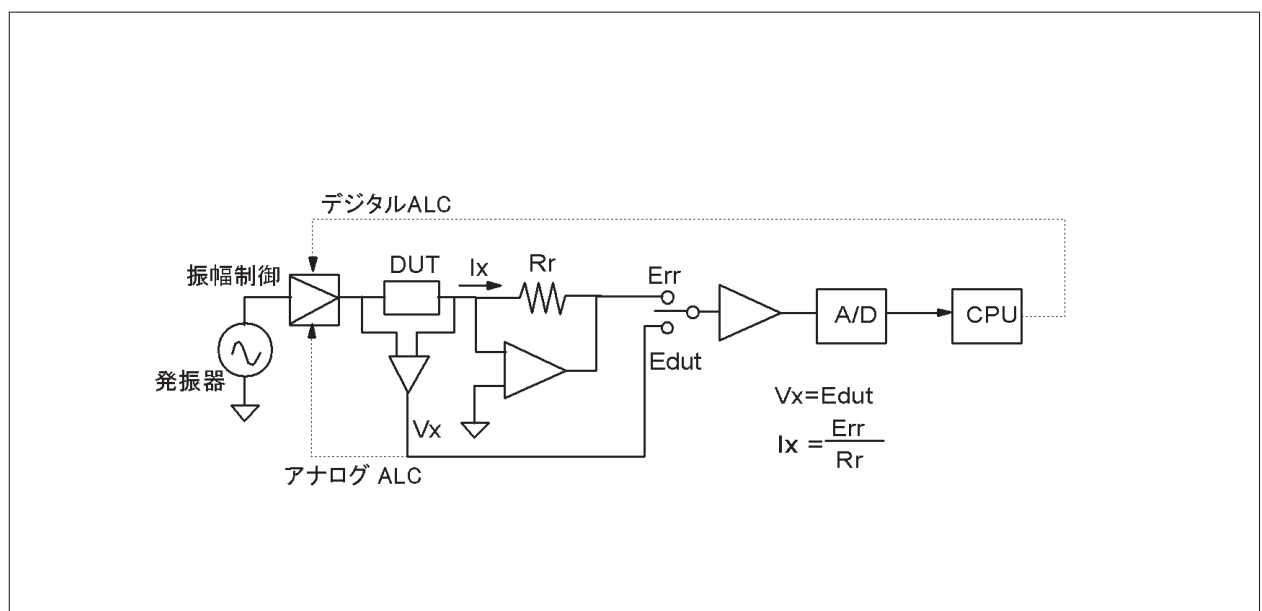 デジタルALC
振幅制御
DUT
Ix
Rr
Err
A/D
CPU
Edut
発振器
Vx
アナログ ALC
Vx=Edut
Ix = Err
Rr